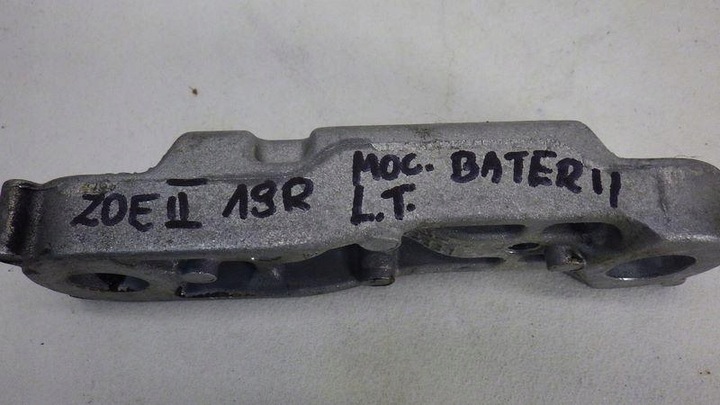 ZOE II 19R MOC. BATERII
L.T.